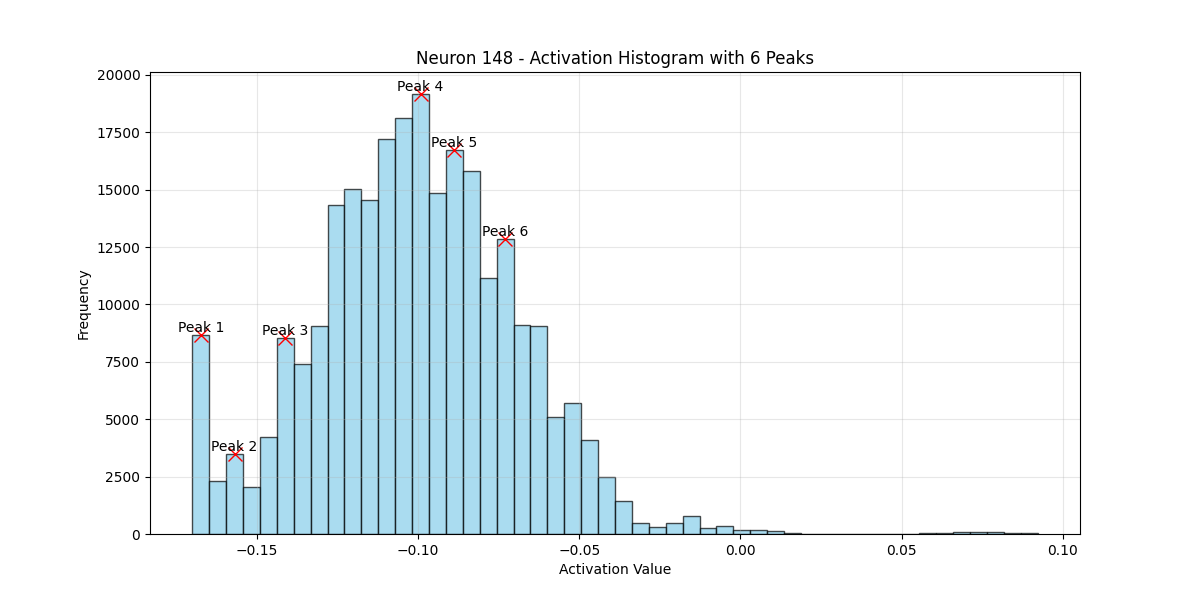 Neuron 148 - Activation Histogram with 6 Peaks
20000
17500
15000
12500
10000
7500
5000
2500
0
Frequency
Peak 1
Peak 2
Peak 3
Peak 4
Peak 5
Peak 6
−0.15
−0.10
−0.05
0.00
0.05
0.10
Activation Value